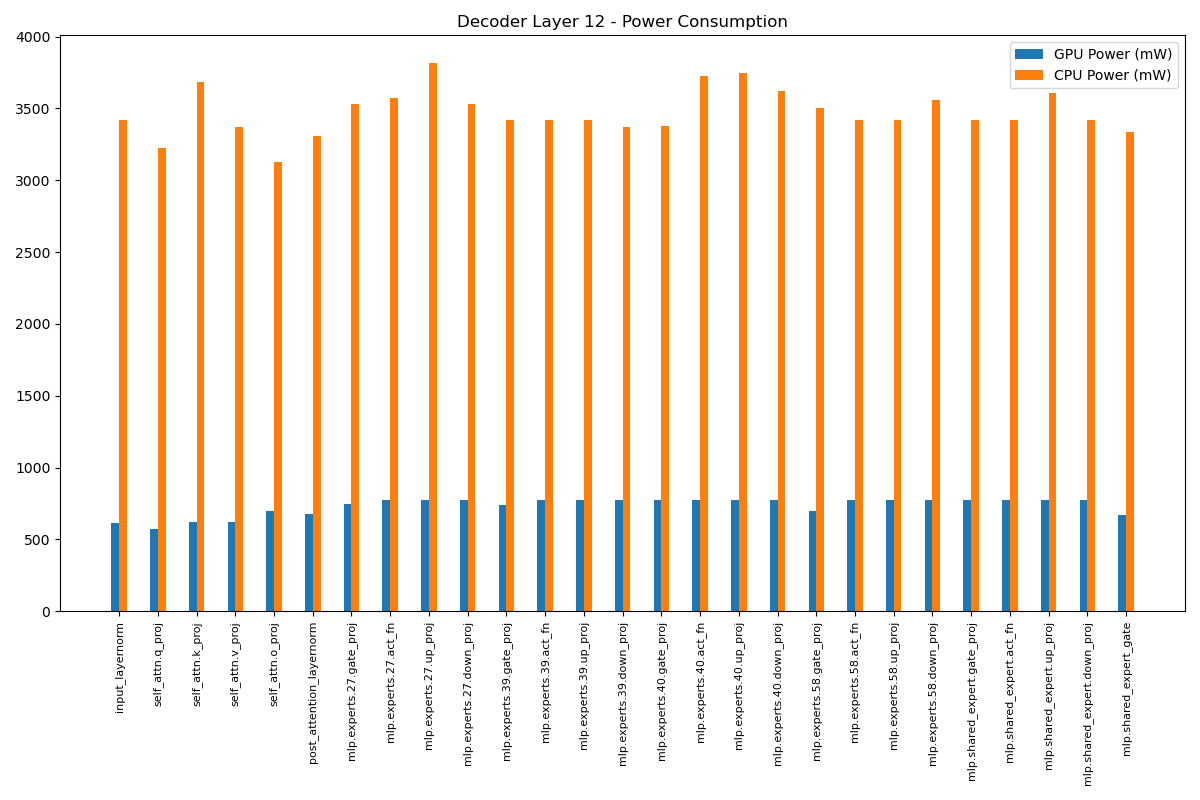 Decoder Layer 12 - Power Consumption
GPU Power (mW)
CPU Power (mW)
4000
3500
3000
2500
2000
1500
1000
500
0
input_layernorm
self_attn.q_proj
self_attn.k_proj
self_attn.v_proj
self_attn.o_proj
post_attention_layernorm
mlp.experts.27.gate_proj
mlp.experts.27.act_fn
mlp.experts.27.up_proj
mlp.experts.27.down_proj
mlp.experts.39.gate_proj
mlp.experts.39.act_fn
mlp.experts.39.up_proj
mlp.experts.39.down_proj
mlp.experts.40.gate_proj
mlp.experts.40.act_fn
mlp.experts.40.up_proj
mlp.experts.40.down_proj
mlp.experts.58.gate_proj
mlp.experts.58.act_fn
mlp.experts.58.up_proj
mlp.experts.58.down_proj
mlp.shared_expert.gate_proj
mlp.shared_expert.act_fn
mlp.shared_expert.up_proj
mlp.shared_expert.down_proj
mlp.shared_expert_gate